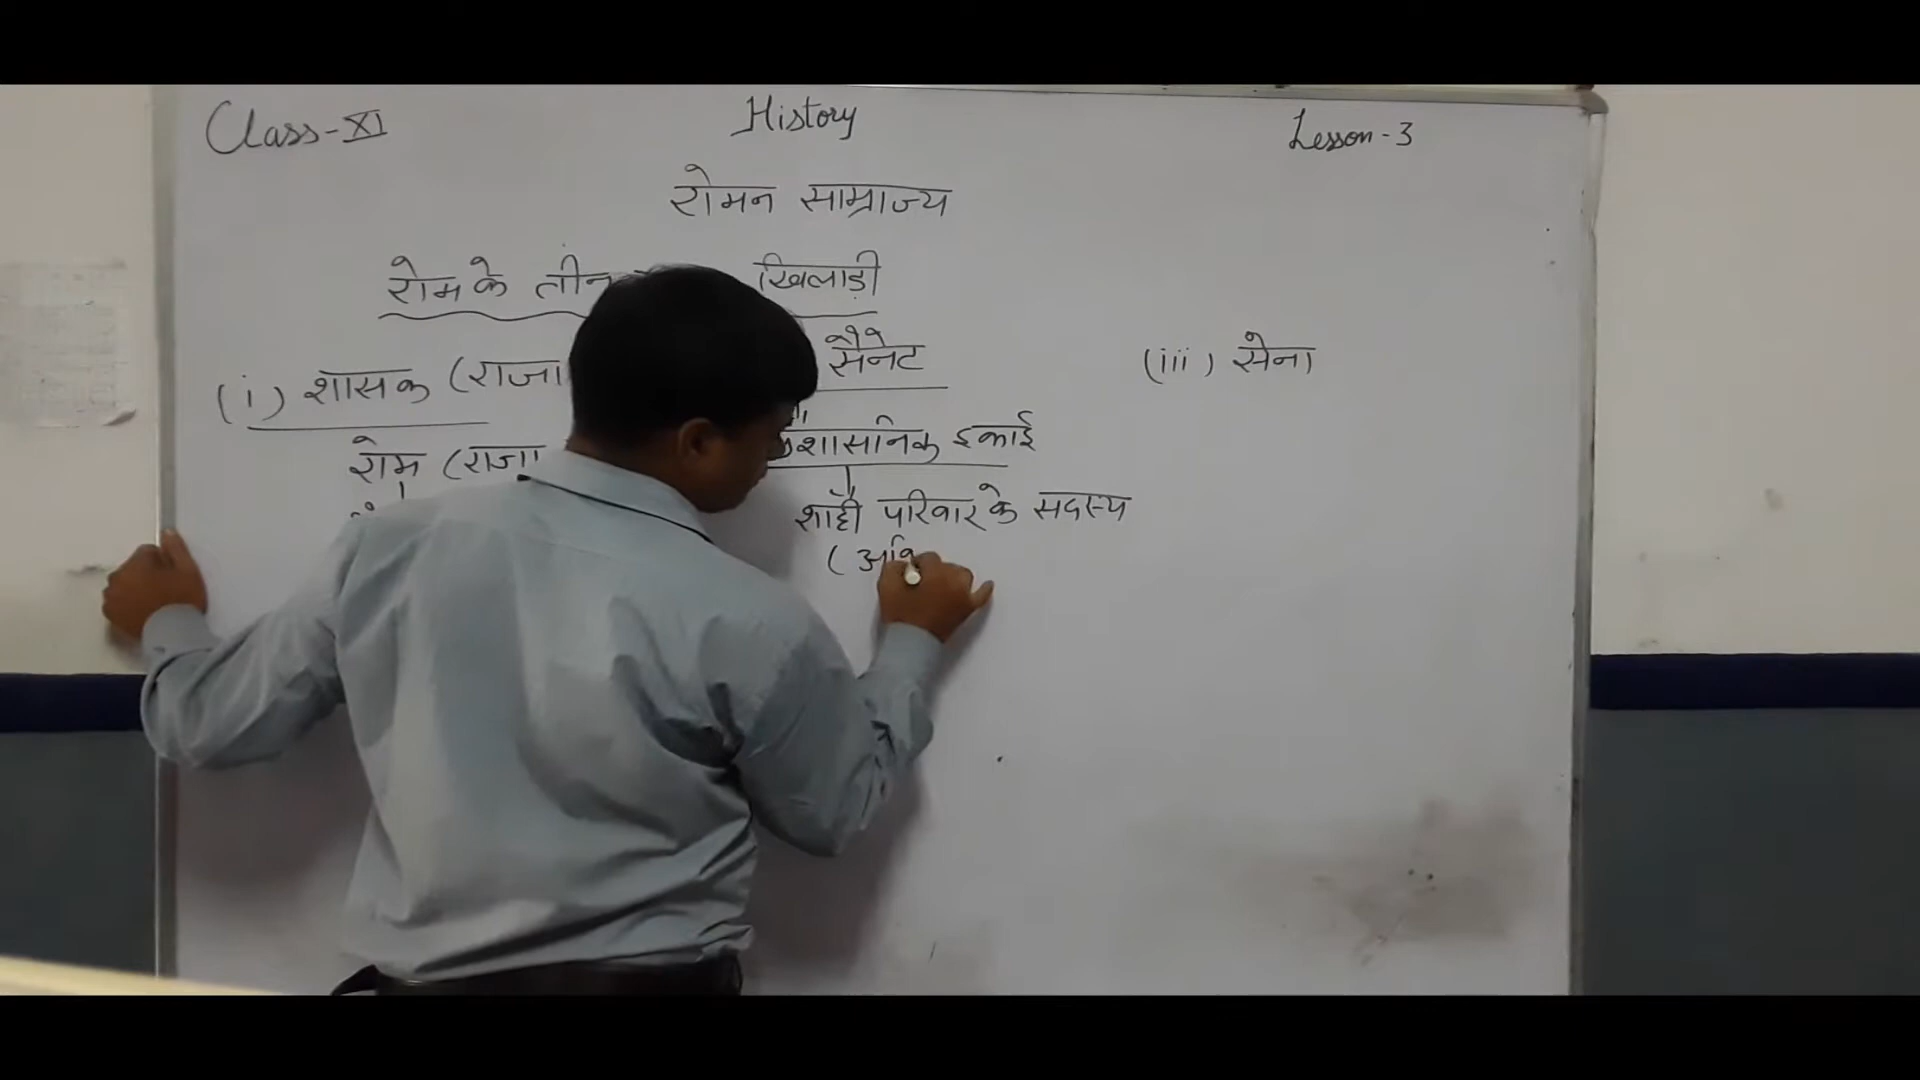 Class-XI
History
Lesson-3
रोमन साम्राज्य
रोम के तीन खिलाड़ी
(i) शासक (राजा
सैनेट
(iii) सेना
रोम (राजा
शासनिक इकाई
शाही परिवार के सदस्य